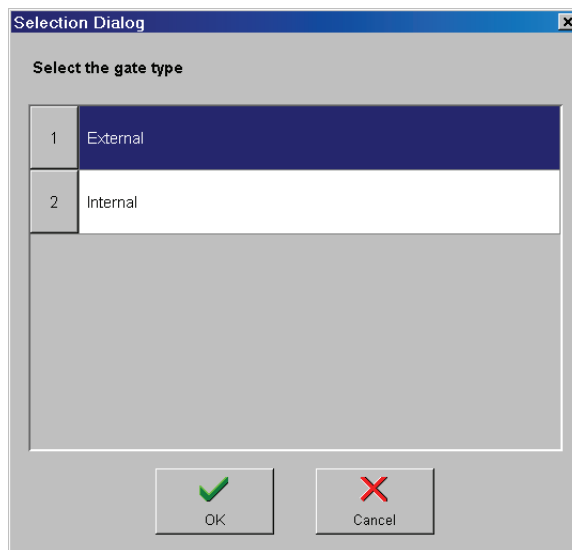 Selection Dialog
Select the gate type
1 External
2 Internal
OK Cancel